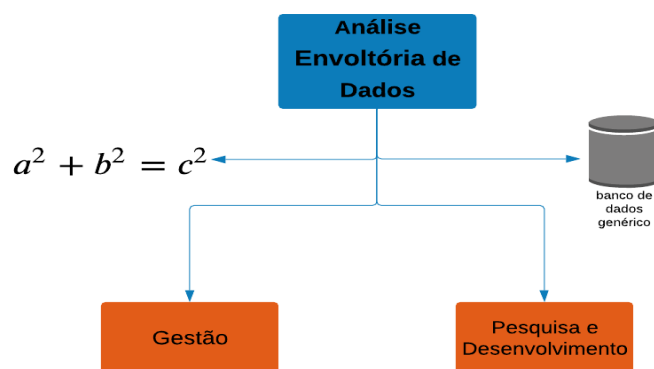 Análise
Envoltória de
Dados
a² + b² = c²
banco de
dados
genérico
Gestão
Pesquisa e
Desenvolvimento